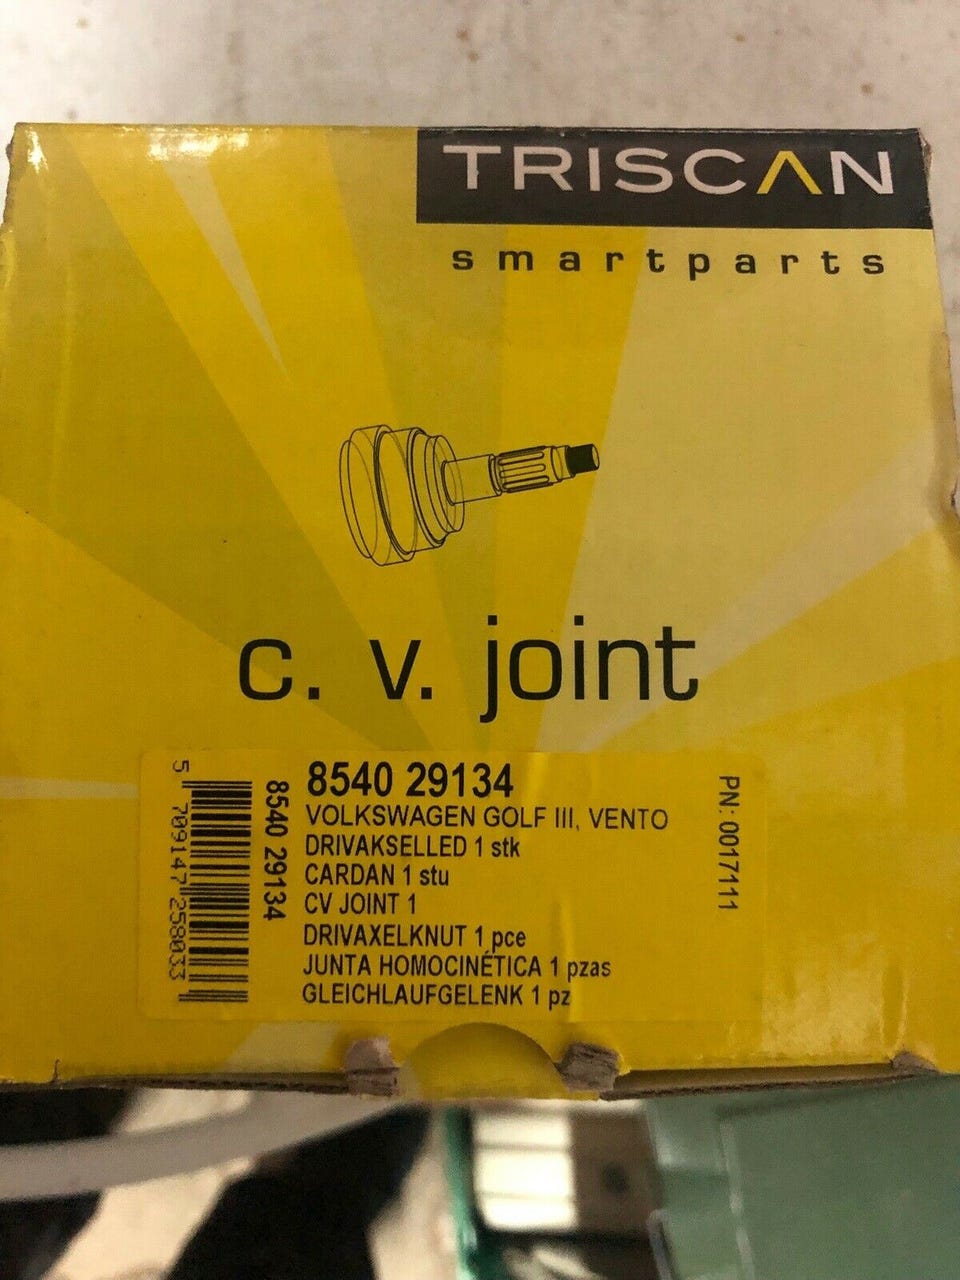 TRISCAN
smartparts
c. v. joint
8540 29134
VOLKSWAGEN GOLF III, VENTO
DRIVAKSELLED 1 stk
CARDAN 1 stu
CV JOINT 1
DRIVAXELKNUT 1 pce
JUNTA HOMOCINÉTICA 1 pzas
GLEICHLAUFGELENK 1 pz
5 709147 258033
8540 29134
PN: 0017111